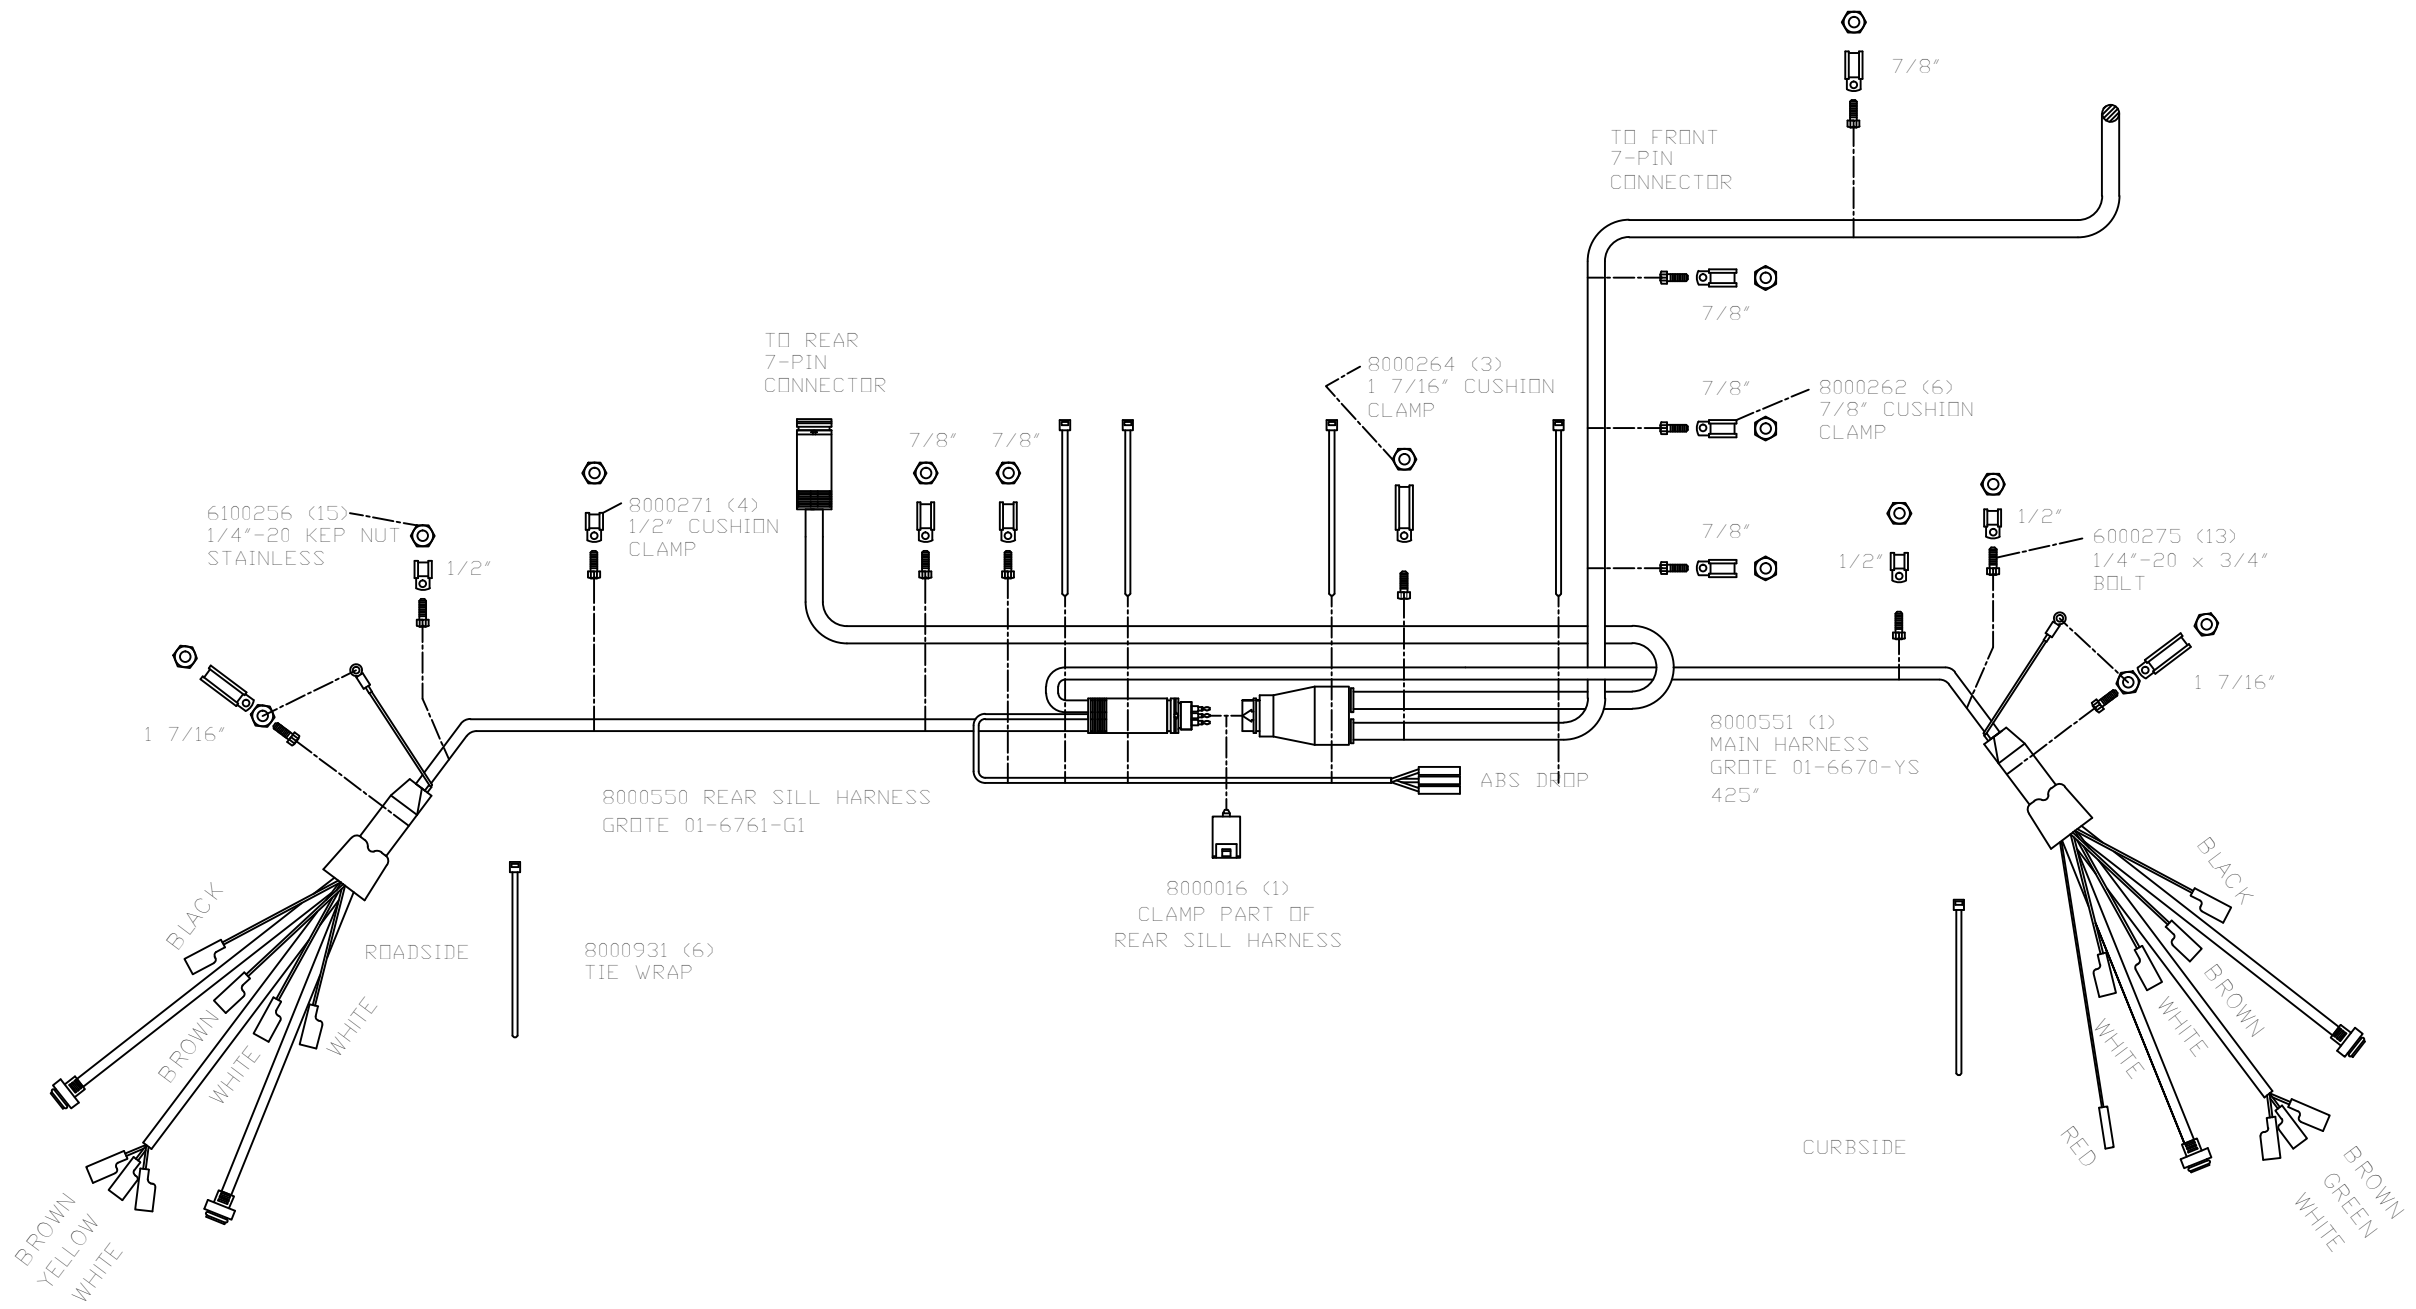 7/8"
TO FRONT
7-PIN
CONNECTOR
7/8"
TO REAR
7-PIN
CONNECTOR
8000264 (3)
1 7/16" CUSHION
CLAMP
7/8"
8000262 (6)
7/8" CUSHION
CLAMP
7/8"
7/8"
6100256 (15)
1/4"-20 KEP NUT
STAINLESS
8000271 (4)
1/2" CUSHION
CLAMP
1/2"
7/8"
1/2"
1/2"
6000275 (13)
1/4"-20 x 3/4"
BOLT
1 7/16"
1 7/16"
8000551 (1)
MAIN HARNESS
GROTE 01-6670-YS
425"
ABS DROP
8000550 REAR SILL HARNESS
GROTE 01-6761-G1
8000016 (1)
CLAMP PART OF
REAR SILL HARNESS
BLACK
ROADSIDE
8000931 (6)
TIE WRAP
BROWN
WHITE
WHITE
BROWN
YELLOW
WHITE
BLACK
BROWN
WHITE
WHITE
CURBSIDE
RED
BROWN
GREEN
WHITE